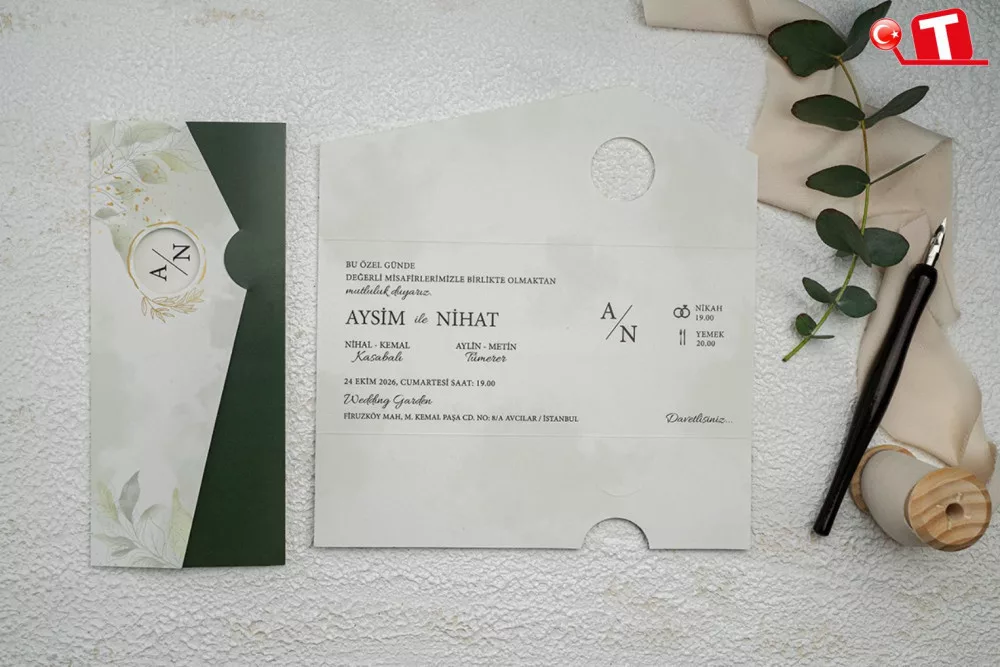 T
A
N
BU ÖZEL GÜNDE
DEĞERLİ MİSAFİRLERİMİZLE BİRLİKTE OLMAKTAN
mutluluk duyarız.
AYSİM ile NİHAT
NİHAL - KEMAL AYLİN - METİN
Kasabalı Tümerer
24 EKİM 2026, CUMARTESİ SAAT: 19.00
Wedding Garden
FİRUZKÖY MAH, M. KEMAL PAŞA CD. NO: 8/A AVCILAR / İSTANBUL
A/N
NİKAH
19.00
YEMEK
20.00
Davetlisiniz...